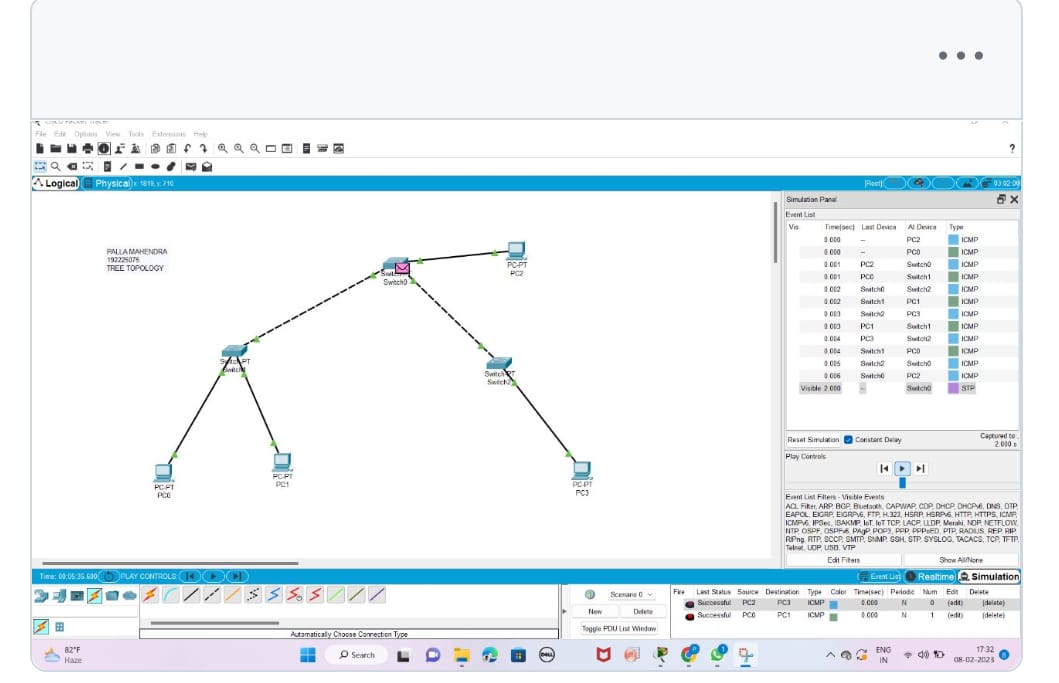 File Edit Options View Tools Extensions Help
?
Logical Physical x: 1819, y: 710 [Root] 03:02:00
PALLA MAHENDRA
192225075
TREE TOPOLOGY
PC-PT
PC2
Switch0
Switch1
Switch-PT
Switch2
PC-PT
PC0
PC-PT
PC1
PC-PT
PC3
Simulation Panel
Event List
Vis. Time(sec) Last Device At Device Type
0.000 -- PC2 ICMP
0.000 -- PC0 ICMP
0.001 PC2 Switch0 ICMP
0.001 PC0 Switch1 ICMP
0.002 Switch0 Switch2 ICMP
0.002 Switch1 PC1 ICMP
0.003 Switch2 PC3 ICMP
0.003 PC1 Switch1 ICMP
0.004 PC3 Switch2 ICMP
0.004 Switch1 PC0 ICMP
0.005 Switch2 Switch0 ICMP
0.006 Switch0 PC2 ICMP
Visible 2.000 -- Switch0 STP
Reset Simulation Constant Delay
Captured to:
2.000 s
Play Controls
Event List Filters - Visible Events
ACL Filter, ARP, BGP, Bluetooth, CAPWAP, CDP, DHCP, DHCPv6, DNS, DTP,
EAPOL, EIGRP, EIGRPv6, FTP, H.323, HSRP, HSRPv6, HTTP, HTTPS, ICMP,
ICMPv6, IPSec, ISAKMP, IoT, IoT TCP, LACP, LLDP, Meraki, NDP, NETFLOW,
NTP, OSPF, OSPFv6, PAgP, POP3, PPP, PPPoED, PTP, RADIUS, REP, RIP,
RIPng, RTP, SCCP, SMTP, SNMP, SSH, STP, SYSLOG, TACACS, TCP, TFTP,
Telnet, UDP, USB, VTP
Edit Filters Show All/None
Time: 00:05:35.600 PLAY CONTROLS: Event List Realtime Simulation
Scenario 0
New Delete
Toggle PDU List Window
Fire Last Status Source Destination Type Color Time(sec) Periodic Num Edit Delete
Successful PC2 PC3 ICMP 0.000 N 0 (edit) (delete)
Successful PC0 PC1 ICMP 0.000 N 1 (edit) (delete)
Automatically Choose Connection Type
82°F
Haze
Search
DELL
ENG
IN
17:32
08-02-2023